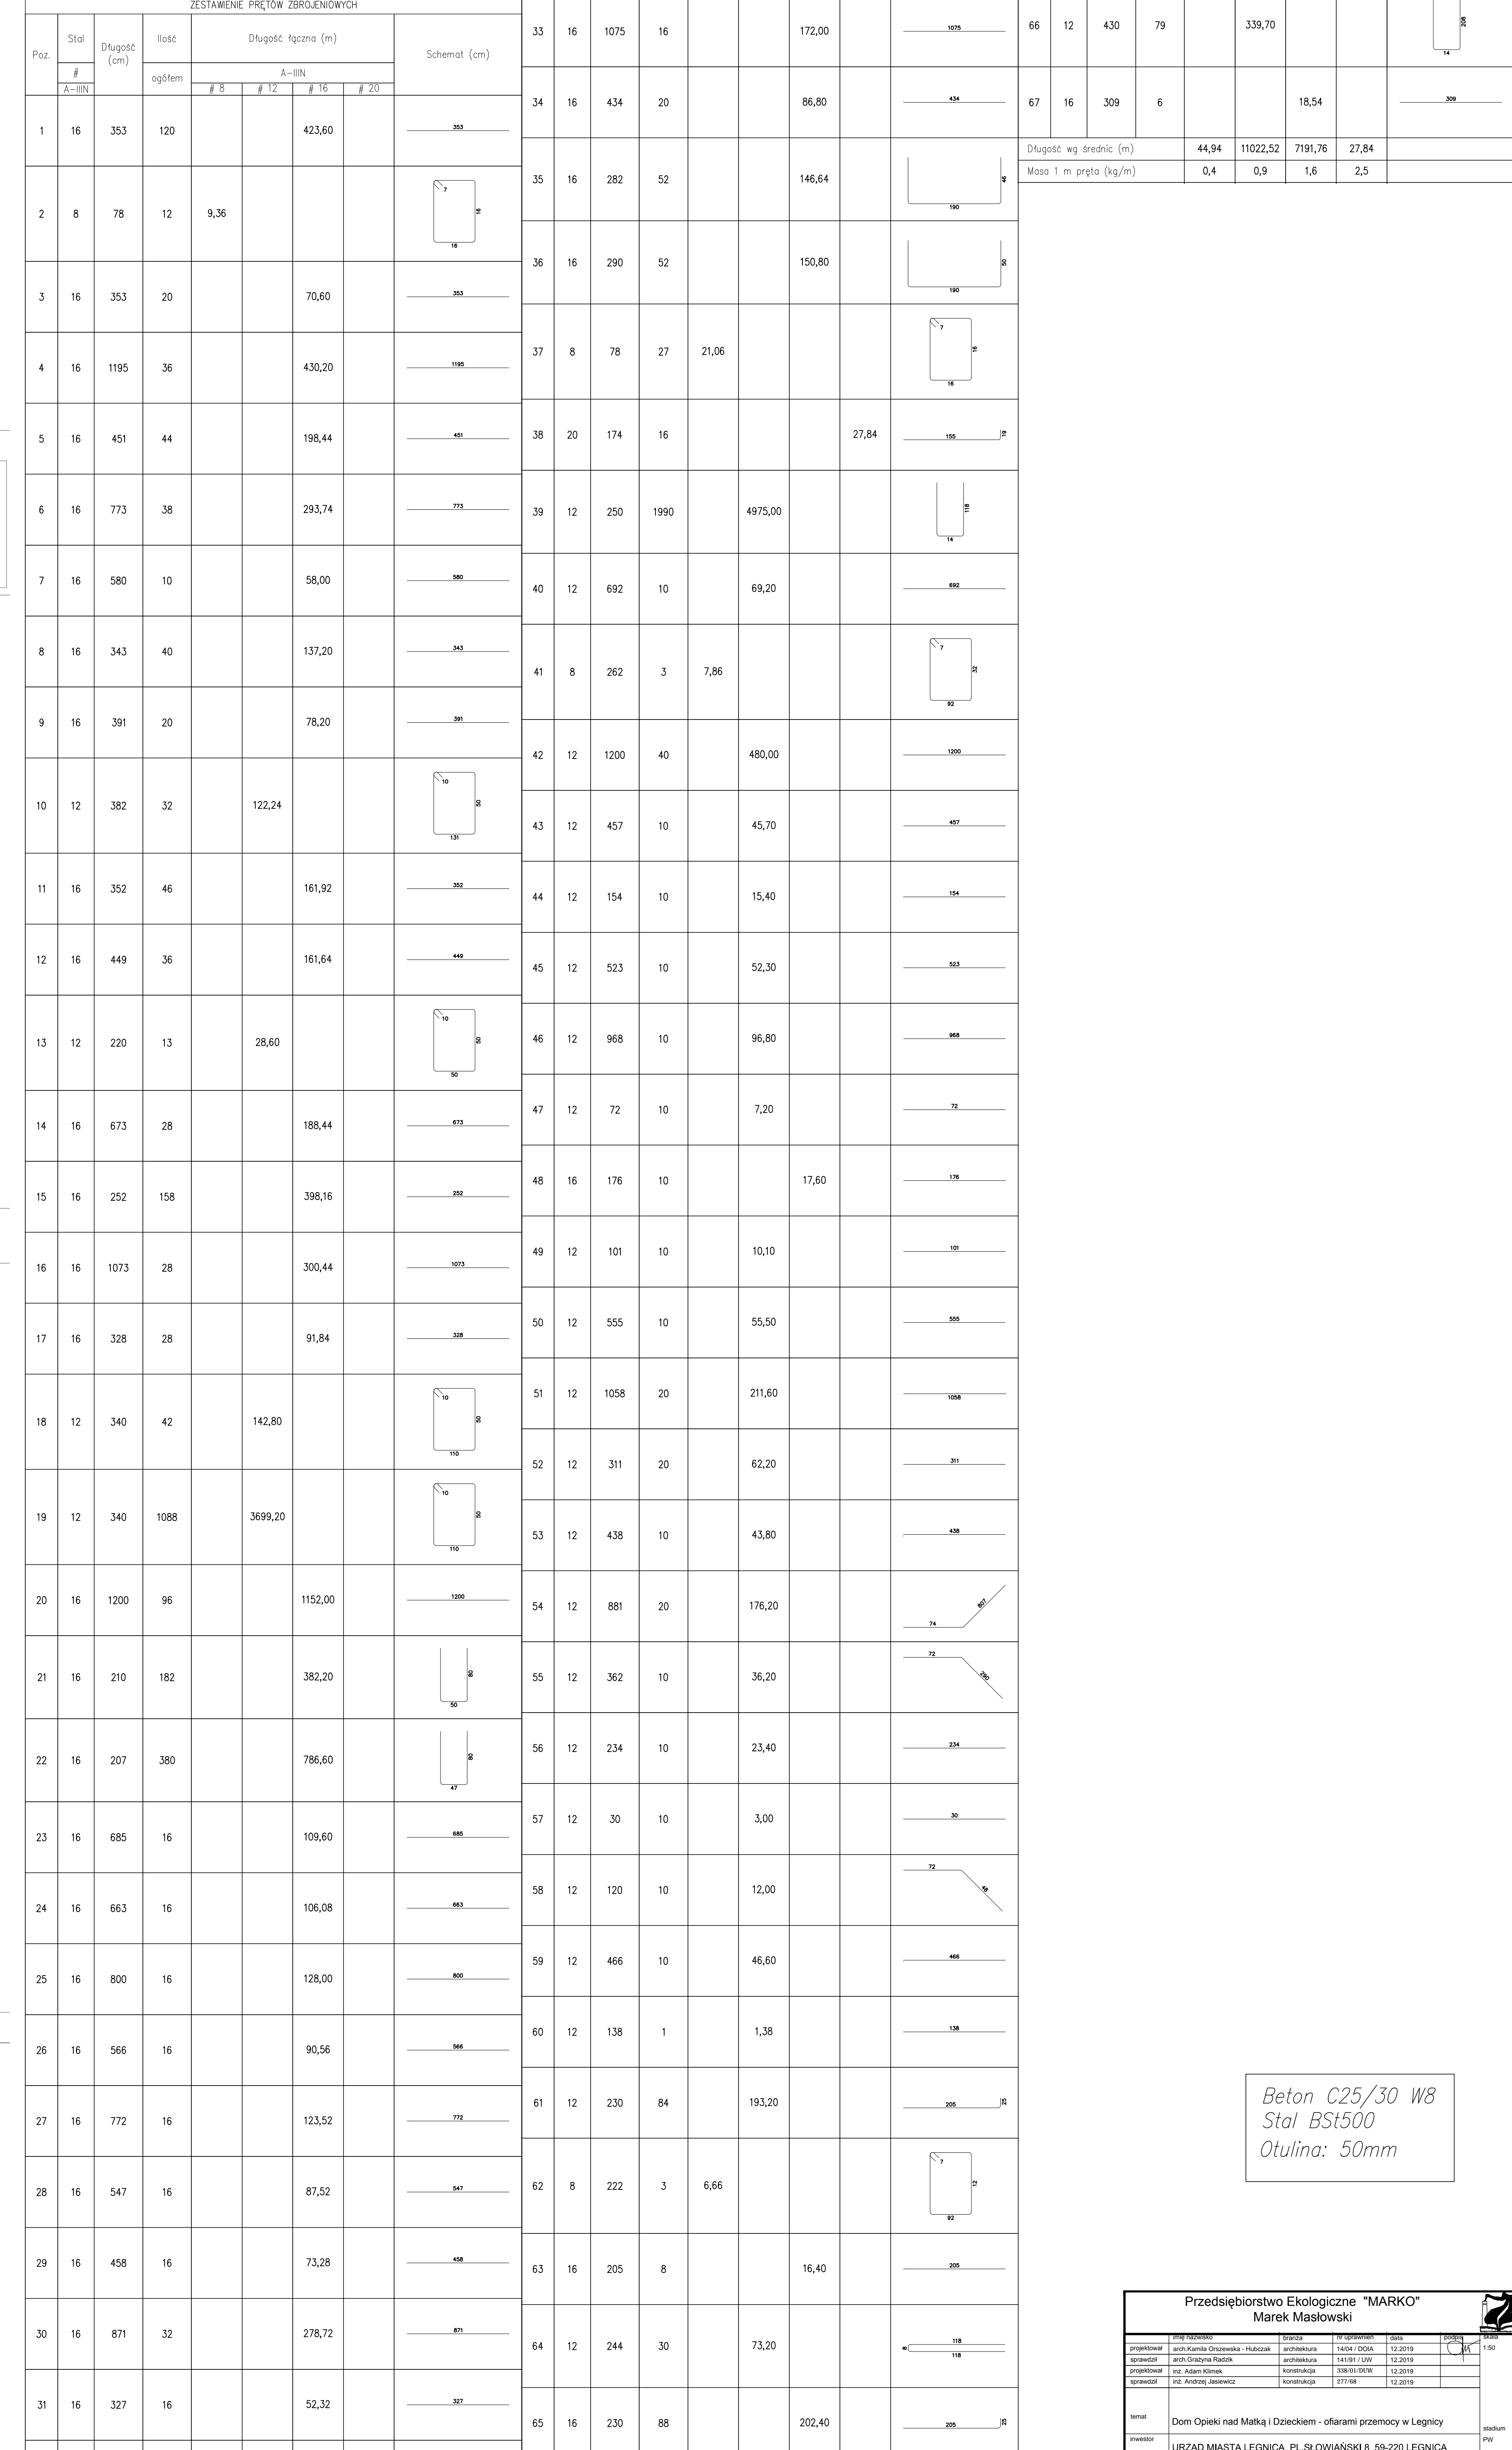 ZESTAWIENIE PRĘTÓW ZBROJENIOWYCH
Poz. Stal Długość (cm) Ilość Długość łączna (m) Schemat (cm)
# ogółem A-IIIN
A-IIIN # 8 # 12 # 16 # 20
1 16 353 120 423,60 353
2 8 78 12 9,36 7 16 16
3 16 353 20 70,60 353
4 16 1195 36 430,20 1195
5 16 451 44 198,44 451
6 16 773 38 293,74 773
7 16 580 10 58,00 580
8 16 343 40 137,20 343
9 16 391 20 78,20 391
10 12 382 32 122,24 10 50 131
11 16 352 46 161,92 352
12 16 449 36 161,64 449
13 12 220 13 28,60 10 50 50
14 16 673 28 188,44 673
15 16 252 158 398,16 252
16 16 1073 28 300,44 1073
17 16 328 28 91,84 328
18 12 340 42 142,80 10 50 110
19 12 340 1088 3699,20 10 50 110
20 16 1200 96 1152,00 1200
21 16 210 182 382,20 80 50
22 16 207 380 786,60 80 47
23 16 685 16 109,60 685
24 16 663 16 106,08 663
25 16 800 16 128,00 800
26 16 566 16 90,56 566
27 16 772 16 123,52 772
28 16 547 16 87,52 547
29 16 458 16 73,28 458
30 16 871 32 278,72 871
31 16 327 16 52,32 327
33 16 1075 16 172,00 1075
34 16 434 20 86,80 434
35 16 282 52 146,64 46 190
36 16 290 52 150,80 50 190
37 8 78 27 21,06 7 16 16
38 20 174 16 27,84 155 19
39 12 250 1990 4975,00 118 14
40 12 692 10 69,20 692
41 8 262 3 7,86 7 32 92
42 12 1200 40 480,00 1200
43 12 457 10 45,70 457
44 12 154 10 15,40 154
45 12 523 10 52,30 523
46 12 968 10 96,80 968
47 12 72 10 7,20 72
48 16 176 10 17,60 176
49 12 101 10 10,10 101
50 12 555 10 55,50 555
51 12 1058 20 211,60 1058
52 12 311 20 62,20 311
53 12 438 10 43,80 438
54 12 881 20 176,20 74 807
55 12 362 10 36,20 72 290
56 12 234 10 23,40 234
57 12 30 10 3,00 30
58 12 120 10 12,00 72 48
59 12 466 10 46,60 466
60 12 138 1 1,38 138
61 12 230 84 193,20 205 25
62 8 222 3 6,66 7 12 92
63 16 205 8 16,40 205
64 12 244 30 73,20 8 118 118
65 16 230 88 202,40 205 25
66 12 430 79 339,70 208 14
67 16 309 6 18,54 309
Długość wg średnic (m) 44,94 11022,52 7191,76 27,84
Masa 1 m pręta (kg/m) 0,4 0,9 1,6 2,5
Beton C25/30 W8
Stal BSt500
Otulina: 50mm
Przedsiębiorstwo Ekologiczne "MARKO"
Marek Masłowski
imię nazwisko branża nr uprawnień data podpis skala
projektował arch.Kamila Orszewska - Hubczak architektura 14/04 / DOIA 12.2019 1:50
sprawdził arch.Grażyna Radzik architektura 141/91 / UW 12.2019
projektował inż. Adam Klimek konstrukcja 338/01/DUW 12.2019
sprawdził inż. Andrzej Jasiewicz konstrukcja 277/68 12.2019
temat Dom Opieki nad Matką i Dzieckiem - ofiarami przemocy w Legnicy stadium
inwestor URZĄD MIASTA LEGNICA PL.SŁOWIAŃSKI 8, 59-220 LEGNICA PW